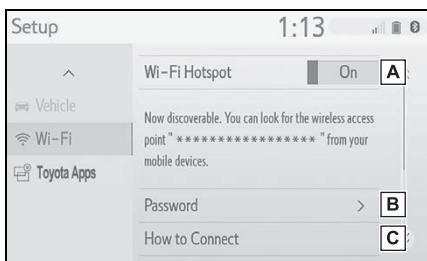 Setup
1:13
Wi-Fi Hotspot
On
A
Vehicle
Wi-Fi
Toyota Apps
Now discoverable. You can look for the wireless access
point " ***************** " from your
mobile devices.
Password
B
How to Connect
C